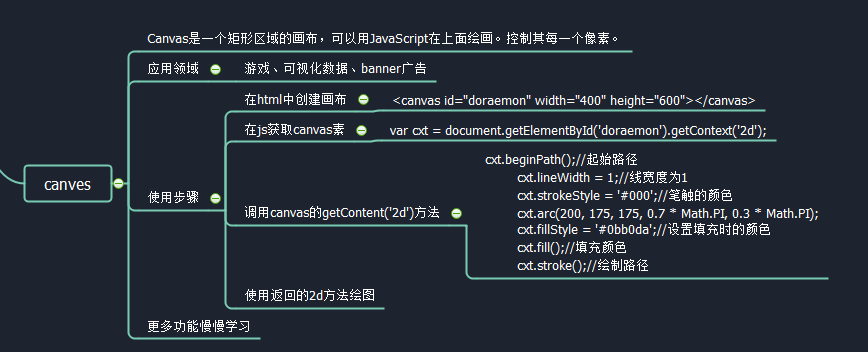 canves
Canvas是一个矩形区域的画布，可以用JavaScript在上面绘画。控制其每一个像素。
应用领域
游戏、可视化数据、banner广告
使用步骤
在html中创建画布
<canvas id="doraemon" width="400" height="600"></canvas>
在js获取canvas素
var cxt = document.getElementById('doraemon').getContext('2d');
调用canvas的getContent('2d')方法
cxt.beginPath();//起始路径
cxt.lineWidth = 1;//线宽度为1
cxt.strokeStyle = '#000';//笔触的颜色
cxt.arc(200, 175, 175, 0.7 * Math.PI, 0.3 * Math.PI);
cxt.fillStyle = '#0bb0da';//设置填充时的颜色
cxt.fill();//填充颜色
cxt.stroke();//绘制路径
使用返回的2d方法绘图
更多功能慢慢学习